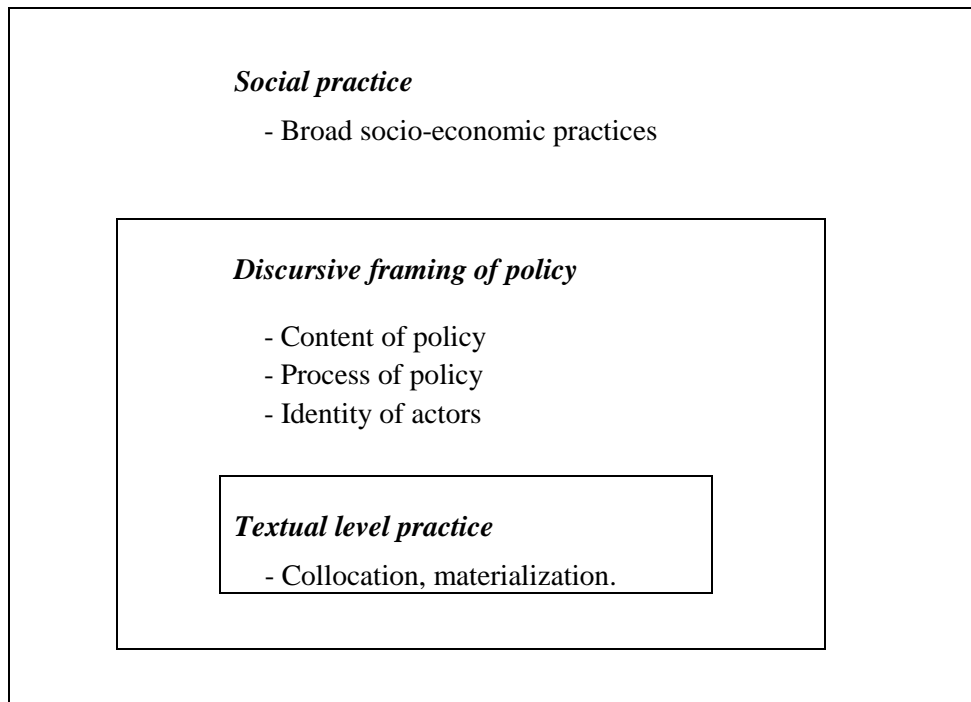 Social practice
- Broad socio-economic practices
Discursive framing of policy
- Content of policy
- Process of policy
- Identity of actors
Textual level practice
- Collocation, materialization.